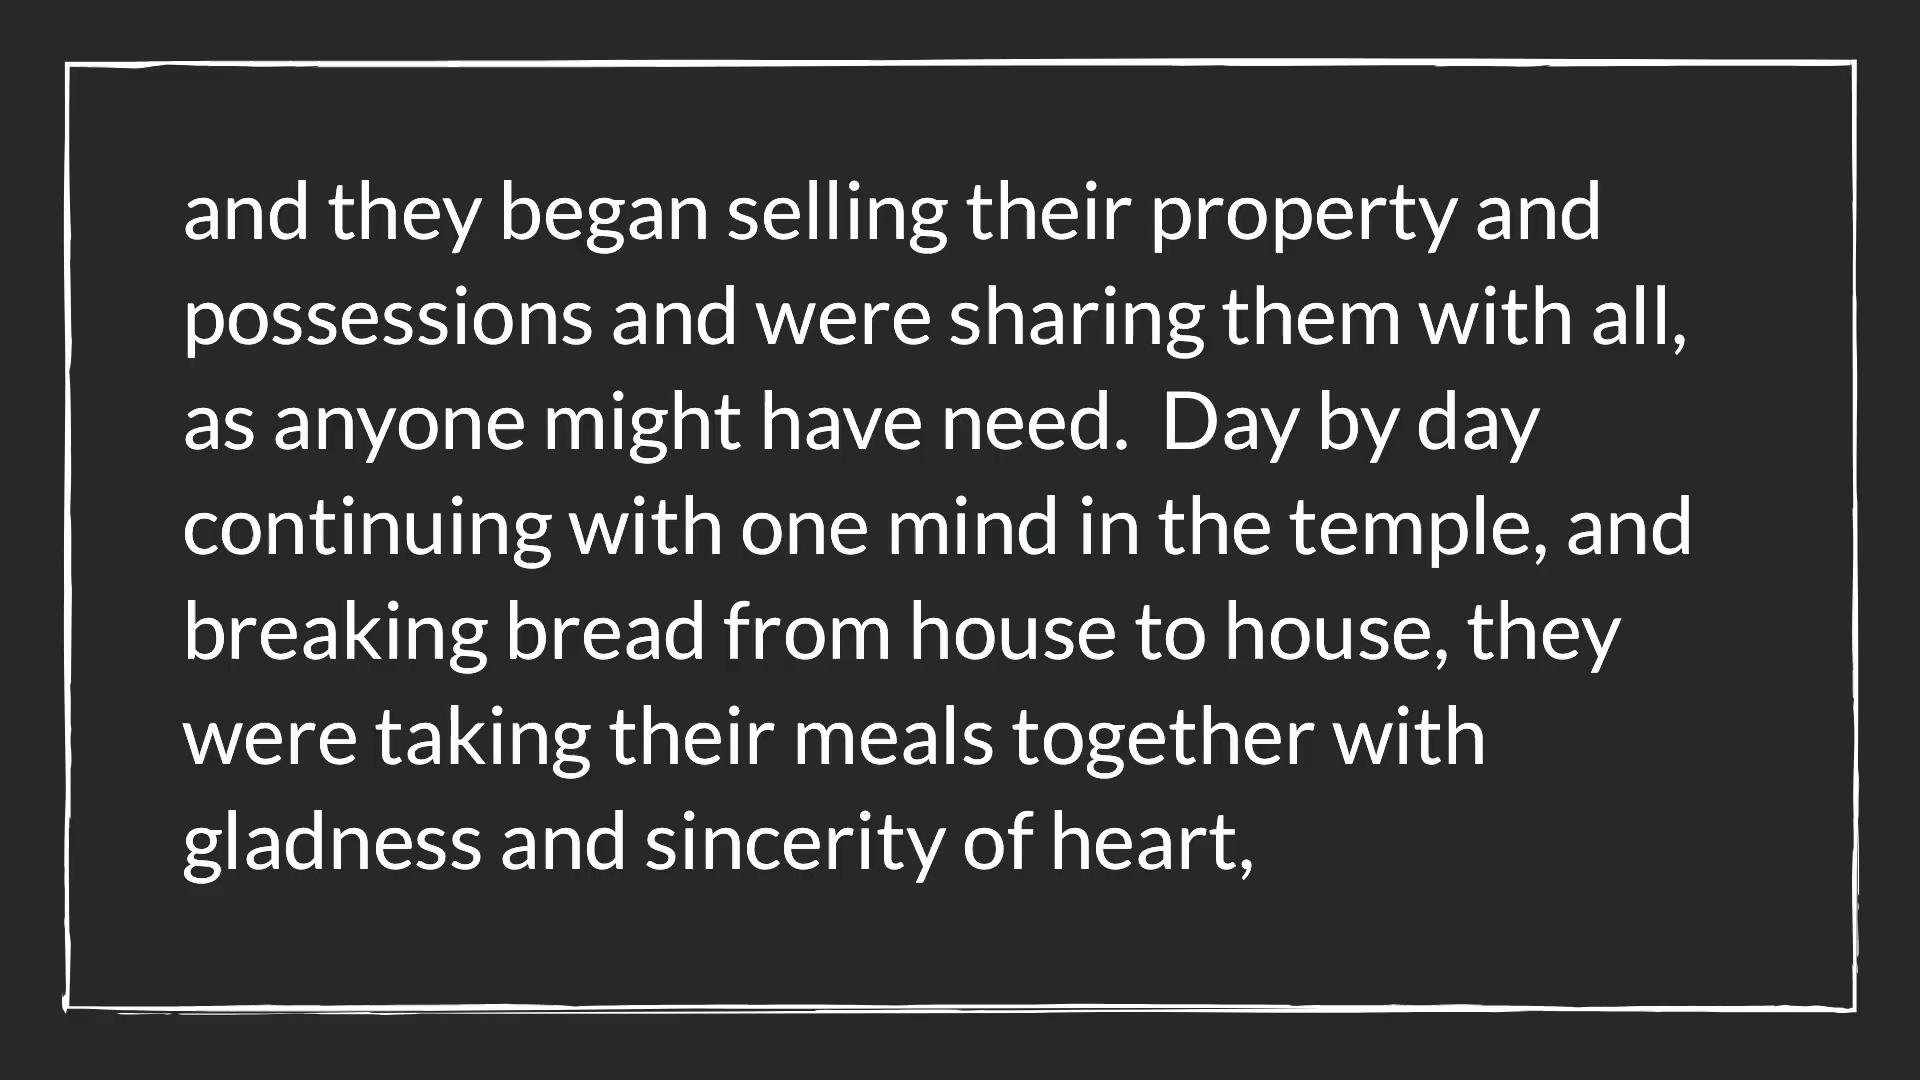 and they began selling their property and
possessions and were sharing them with all,
as anyone might have need.  Day by day
continuing with one mind in the temple, and
breaking bread from house to house, they
were taking their meals together with
gladness and sincerity of heart,